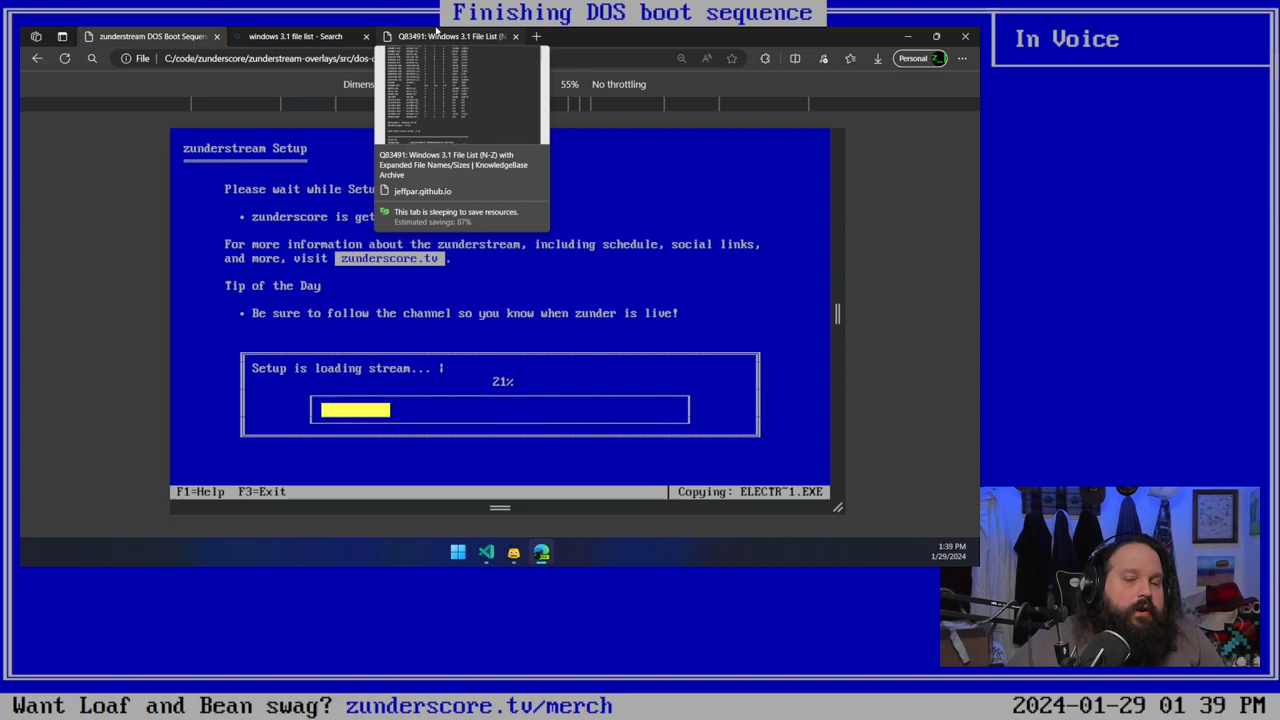 Finishing DOS boot sequence
In Voice
zunderstream DOS Boot Sequen
windows 3.1 file list - Search
Q83491: Windows 3.1 File List (N
File
C:/code/zunderscore/zunderstream-overlays/src/dos-
Personal
Dimens
55%
No throttling
Q83491: Windows 3.1 File List (N-Z) with
Expanded File Names/Sizes | KnowledgeBase
Archive
jeffpar.github.io
This tab is sleeping to save resources.
Estimated savings: 87%
zunderstream Setup
Please wait while Setu
• zunderscore is get
For more information about the zunderstream, including schedule, social links,
and more, visit zunderscore.tv .
Tip of the Day
• Be sure to follow the channel so you know when zunder is live!
Setup is loading stream... |
21%
F1=Help F3=Exit
Copying: ELECTR~1.EXE
1:39 PM
1/29/2024
Want Loaf and Bean swag? zunderscore.tv/merch
2024-01-29 01 39 PM